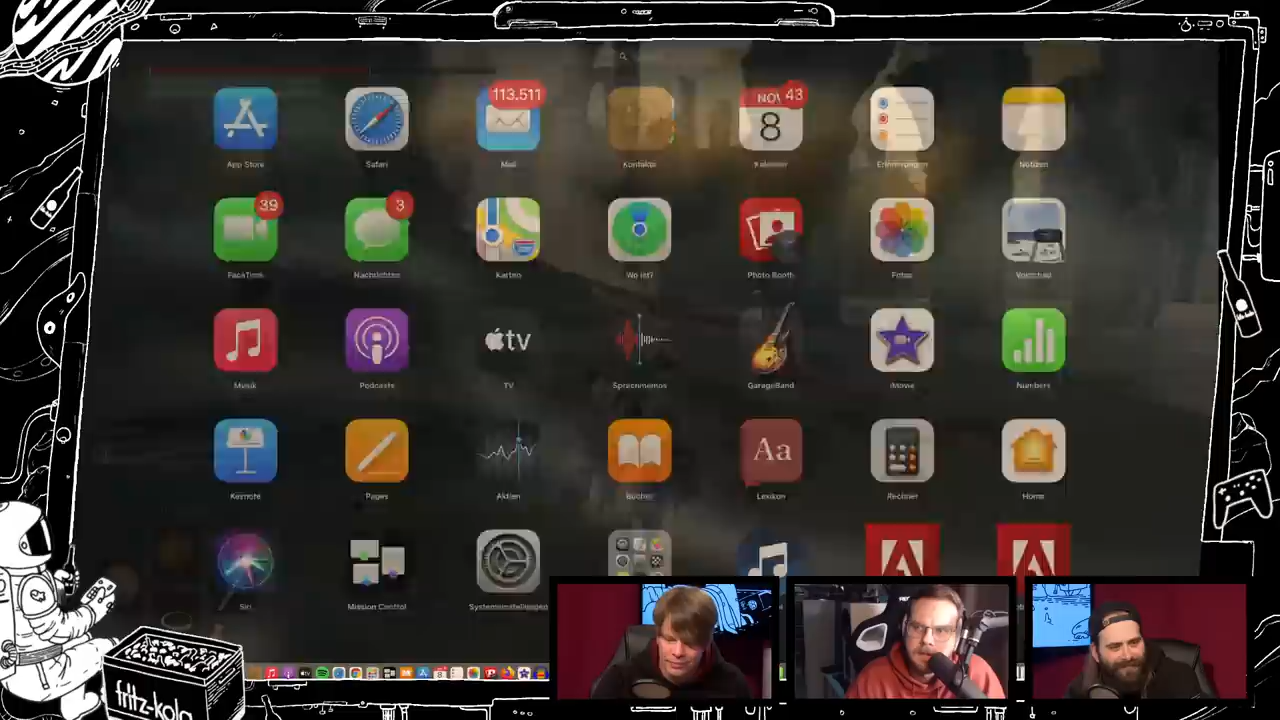 113.511
NOV 43
8
App Store Safari Mail Kontakte Kalender Erinnerungen Notizen
39 3
FaceTime Nachrichten Karten Wo ist? Photo Booth Fotos Vorschau
tv
Musik Podcasts TV Sprachmemos GarageBand iMovie Numbers
Aa
Keynote Pages Aktien Bücher Lexikon Rechner Home
Siri Mission Control Systemeinstellungen
fritz-kola